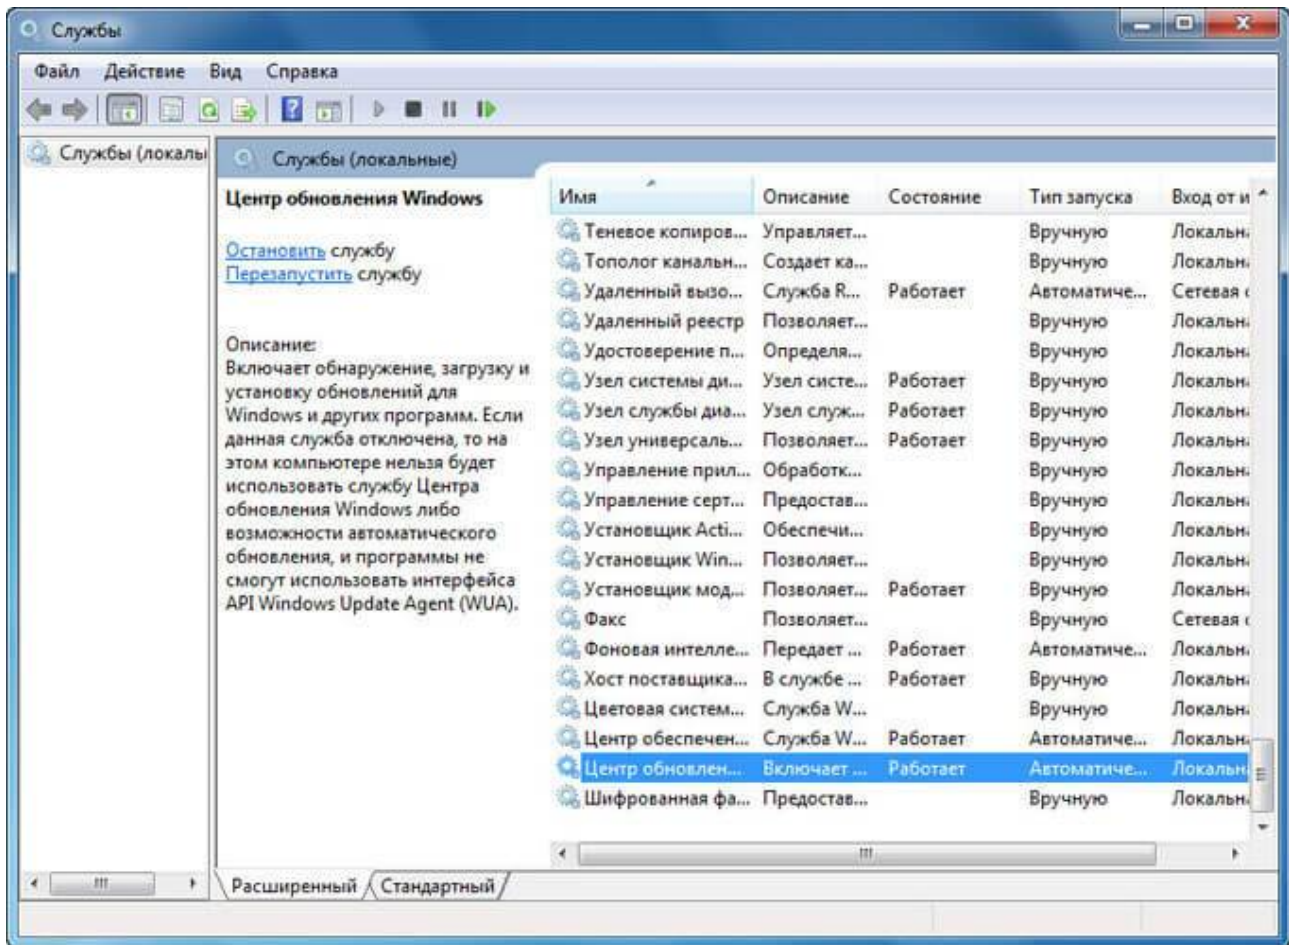 Службы
Файл Действие Вид Справка
Службы (локалы
Службы (локальные)
Центр обновления Windows
Остановить службу
Перезапустить службу
Описание:
Включает обнаружение, загрузку и
установку обновлений для
Windows и других программ. Если
данная служба отключена, то на
этом компьютере нельзя будет
использовать службу Центра
обновления Windows либо
возможности автоматического
обновления, и программы не
смогут использовать интерфейса
API Windows Update Agent (WUA).
Имя Описание Состояние Тип запуска Вход от и
Теневое копиров... Управляет... Вручную Локальн
Тополог канальн... Создает ка... Вручную Локальн
Удаленный вызо... Служба R... Работает Автоматиче... Сетевая с
Удаленный реестр Позволяет... Вручную Локальн
Удостоверение п... Определя... Вручную Локальн
Узел системы ди... Узел систе... Работает Вручную Локальн
Узел службы диа... Узел служ... Работает Вручную Локальн
Узел универсаль... Позволяет... Работает Вручную Локальн
Управление прил... Обработк... Вручную Локальн
Управление серт... Предостав... Вручную Локальн
Установщик Acti... Обеспечи... Вручную Локальн
Установщик Win... Позволяет... Вручную Локальн
Установщик мод... Позволяет... Работает Вручную Локальн
Факс Позволяет... Вручную Сетевая с
Фоновая интелле... Передает ... Работает Автоматиче... Локальн
Хост поставщика... В службе ... Работает Вручную Локальн
Цветовая систем... Служба W... Вручную Локальн
Центр обеспечен... Служба W... Работает Автоматиче... Локальн
Центр обновлен... Включает ... Работает Автоматиче... Локальн
Шифрованная фа... Предостав... Вручную Локальн
Расширенный Стандартный